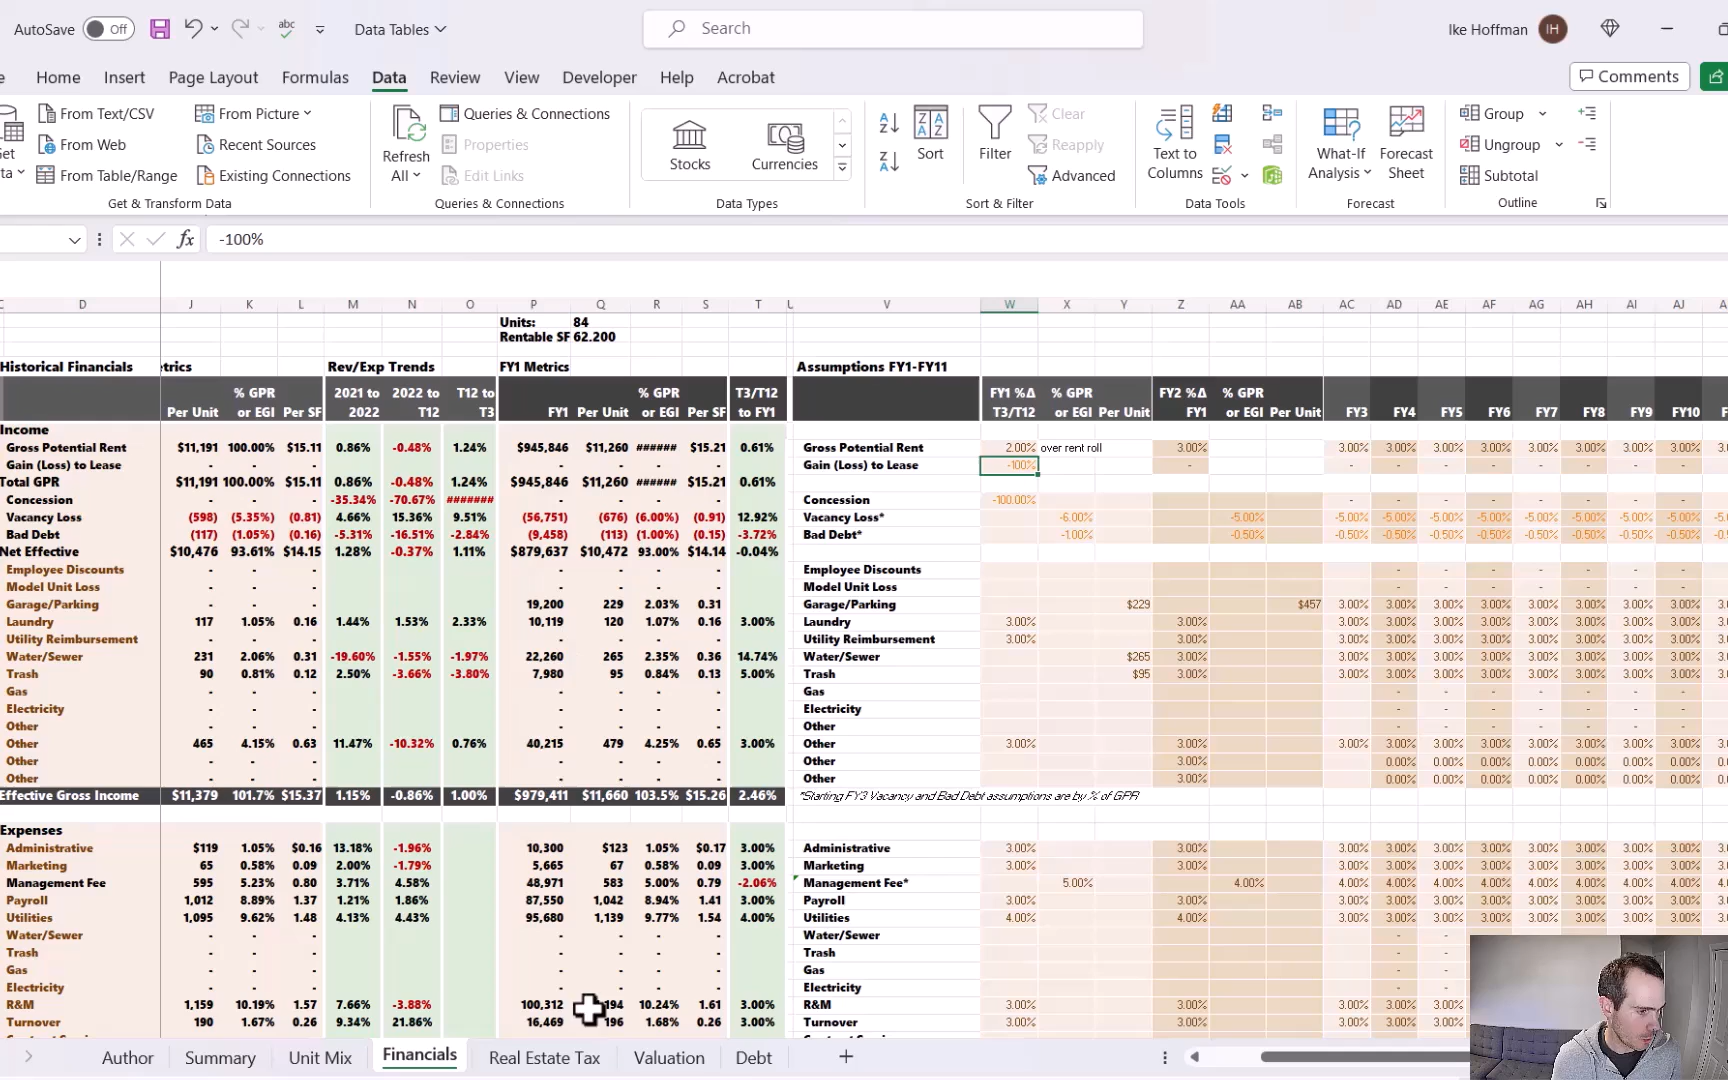 AutoSave Off abc Data Tables Search Ike Hoffman IH
Home Insert Page Layout Formulas Data Review View Developer Help Acrobat Comments
From Text/CSV From Picture Queries & Connections Clear Group
From Web Recent Sources Properties Reapply Ungroup
From Table/Range Existing Connections Refresh All Edit Links Stocks Currencies Sort Filter Advanced Text to Columns What-If Analysis Forecast Sheet Subtotal
Get & Transform Data Queries & Connections Data Types Sort & Filter Data Tools Forecast Outline
fx -100%
D J K L M N O P Q R S T U V W X Y Z AA AB AC AD AE AF AG AH AI AJ
Units: 84
Rentable SF 62.200
Historical Financials etrics Rev/Exp Trends FY1 Metrics Assumptions FY1-FY11
% GPR 2021 to 2022 to T12 to % GPR T3/T12 FY1 %Δ % GPR FY2 %Δ % GPR
Per Unit or EGI Per SF 2022 T12 T3 FY1 Per Unit or EGI Per SF to FY1 T3/T12 or EGI Per Unit FY1 or EGI Per Unit FY3 FY4 FY5 FY6 FY7 FY8 FY9 FY10
Income
Gross Potential Rent $11,191 100.00% $15.11 0.86% -0.48% 1.24% $945,846 $11,260 ###### $15.21 0.61% Gross Potential Rent 2.00% over rent roll 3.00% 3.00% 3.00% 3.00% 3.00% 3.00% 3.00% 3.00% 3.00%
Gain (Loss) to Lease - - - - - - - - Gain (Loss) to Lease -100% - - - - - - - - -
Total GPR $11,191 100.00% $15.11 0.86% -0.48% 1.24% $945,846 $11,260 ###### $15.21 0.61%
Concession - - - -35.34% -70.67% ####### - - - - Concession -100.00% - - - - - - - -
Vacancy Loss (598) (5.35%) (0.81) 4.66% 15.36% 9.51% (56,751) (676) (6.00%) (0.91) 12.92% Vacancy Loss* -6.00% -5.00% -5.00% -5.00% -5.00% -5.00% -5.00% -5.00% -5.00% -5.00%
Bad Debt (117) (1.05%) (0.16) -5.31% -16.51% -2.84% (9,458) (113) (1.00%) (0.15) -3.72% Bad Debt* -1.00% -0.50% -0.50% -0.50% -0.50% -0.50% -0.50% -0.50% -0.50% -0.50%
Net Effective $10,476 93.61% $14.15 1.28% -0.37% 1.11% $879,637 $10,472 93.00% $14.14 -0.04%
Employee Discounts - - - - - - - Employee Discounts - - - - - - -
Model Unit Loss - - - - - - - Model Unit Loss - - - - - - -
Garage/Parking - - - 19,200 229 2.03% 0.31 Garage/Parking $229 $457 3.00% 3.00% 3.00% 3.00% 3.00% 3.00% 3.00% 3.00%
Laundry 117 1.05% 0.16 1.44% 1.53% 2.33% 10,119 120 1.07% 0.16 3.00% Laundry 3.00% 3.00% 3.00% 3.00% 3.00% 3.00% 3.00% 3.00% 3.00% 3.00%
Utility Reimbursement - - - - - - - Utility Reimbursement 3.00% 3.00% 3.00% 3.00% 3.00% 3.00% 3.00% 3.00% 3.00% 3.00%
Water/Sewer 231 2.06% 0.31 -19.60% -1.55% -1.97% 22,260 265 2.35% 0.36 14.74% Water/Sewer $265 3.00% 3.00% 3.00% 3.00% 3.00% 3.00% 3.00% 3.00% 3.00%
Trash 90 0.81% 0.12 2.50% -3.66% -3.80% 7,980 95 0.84% 0.13 5.00% Trash $95 3.00% 3.00% 3.00% 3.00% 3.00% 3.00% 3.00% 3.00% 3.00%
Gas - - - - - - - Gas - - - - - - -
Electricity - - - - - - - Electricity - - - - - - -
Other - - - - - - - Other - - - - - - -
Other 465 4.15% 0.63 11.47% -10.32% 0.76% 40,215 479 4.25% 0.65 3.00% Other 3.00% 3.00% 3.00% 3.00% 3.00% 3.00% 3.00% 3.00% 3.00% 3.00%
Other - - - - - - - Other 3.00% 0.00% 0.00% 0.00% 0.00% 0.00% 0.00% 0.00%
Other - - - - - - - Other 3.00% 0.00% 0.00% 0.00% 0.00% 0.00% 0.00% 0.00%
Effective Gross Income $11,379 101.7% $15.37 1.15% -0.86% 1.00% $979,411 $11,660 103.5% $15.26 2.46% *Starting FY3 Vacancy and Bad Debt assumptions are by % of GPR
Expenses
Administrative $119 1.05% $0.16 13.18% -1.96% 10,300 $123 1.05% $0.17 3.00% Administrative 3.00% 3.00% 3.00% 3.00% 3.00% 3.00% 3.00% 3.00% 3.00% 3.00%
Marketing 65 0.58% 0.09 2.00% -1.79% 5,665 67 0.58% 0.09 3.00% Marketing 3.00% 3.00% 3.00% 3.00% 3.00% 3.00% 3.00% 3.00% 3.00% 3.00%
Management Fee 595 5.23% 0.80 3.71% 4.58% 48,971 583 5.00% 0.79 -2.06% Management Fee* 5.00% 4.00% 4.00% 4.00% 4.00% 4.00% 4.00% 4.00% 4.00% 4.00%
Payroll 1,012 8.89% 1.37 1.21% 1.86% 87,550 1,042 8.94% 1.41 3.00% Payroll 3.00% 3.00% 3.00% 3.00% 3.00% 3.00% 3.00% 3.00% 3.00% 3.00%
Utilities 1,095 9.62% 1.48 4.13% 4.43% 95,680 1,139 9.77% 1.54 4.00% Utilities 4.00% 4.00% 3.00% 3.00% 3.00% 3.00% 3.00% 3.00% 3.00% 3.00%
Water/Sewer - - - - - - - Water/Sewer - -
Trash - - - - - - - Trash - -
Gas - - - - - - - Gas - -
Electricity - - - - - - - Electricity - -
R&M 1,159 10.19% 1.57 7.66% -3.88% 100,312 194 10.24% 1.61 3.00% R&M 3.00% 3.00% 3.00% 3.00% 3.00%
Turnover 190 1.67% 0.26 9.34% 21.86% 16,469 196 1.68% 0.26 3.00% Turnover 3.00% 3.00% 3.00% 3.00% 3.00%
Author Summary Unit Mix Financials Real Estate Tax Valuation Debt